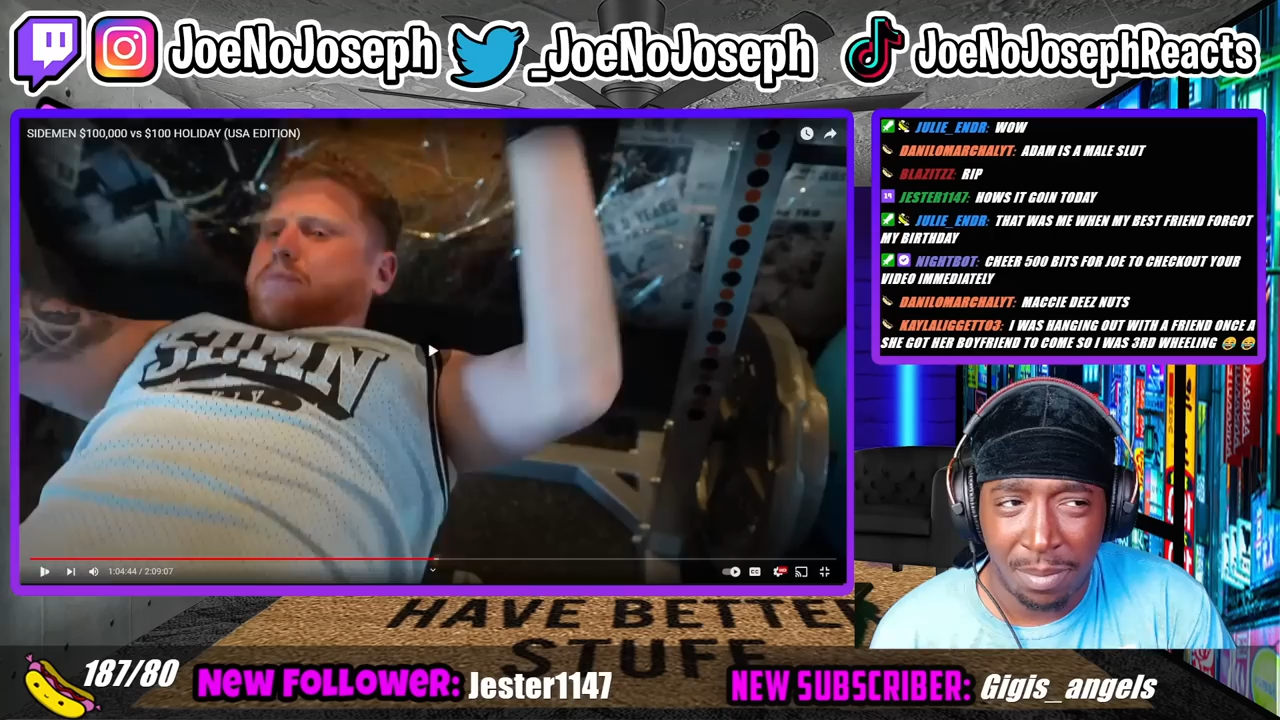 JoeNoJoseph
_JoeNoJoseph
JoeNoJosephReacts
SIDEMEN $100,000 vs $100 HOLIDAY (USA EDITION)
SDMN
1:04:44 / 2:09:07
JULIE_ENDR: WOW
DANILOMARCHALYT: ADAM IS A MALE SLUT
BLAZITZZ: RIP
JESTER1147: HOWS IT GOIN TODAY
JULIE_ENDR: THAT WAS ME WHEN MY BEST FRIEND FORGOT
MY BIRTHDAY
NIGHTBOT: CHEER 500 BITS FOR JOE TO CHECKOUT YOUR
VIDEO IMMEDIATELY
DANILOMARCHALYT: MACCIE DEEZ NUTS
KAYLALIGGETT03: I WAS HANGING OUT WITH A FRIEND ONCE A
SHE GOT HER BOYFRIEND TO COME SO I WAS 3RD WHEELING 😂 😂
HAVE BETTER
STUFF
187/80
New Follower: Jester1147
NEW SUBSCRIBER: Gigis_angels